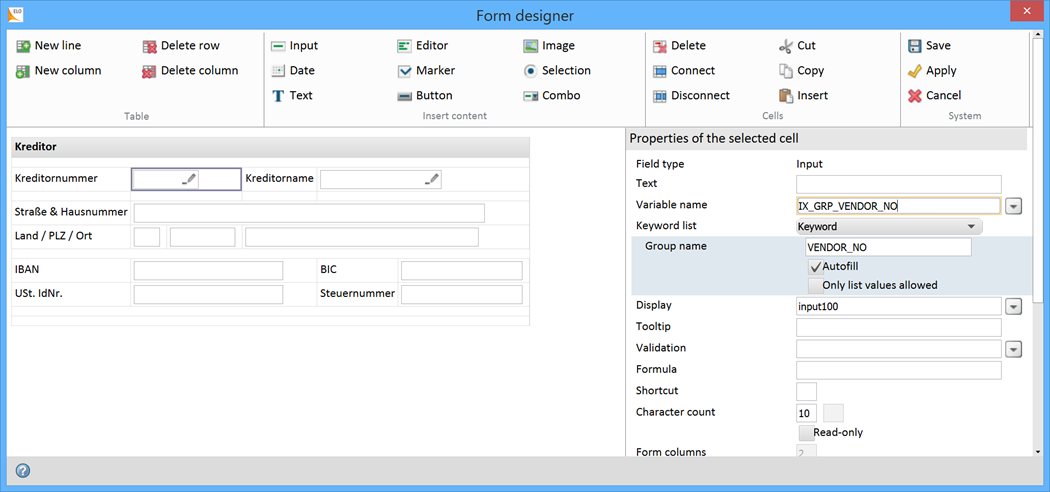 ELO
Form designer
New line
Delete row
Input
Editor
Image
Delete
Cut
Save
New column
Delete column
Date
Marker
Selection
Connect
Copy
Apply
Text
Button
Combo
Disconnect
Insert
Cancel
Table
Insert content
Cells
System
Kreditor
Kreditornummer
Kreditorname
Straße & Hausnummer
Land / PLZ / Ort
IBAN
BIC
USt. IdNr.
Steuernummer
Properties of the selected cell
Field type Input
Text
Variable name IX_GRP_VENDOR_NO
Keyword list Keyword
Group name VENDOR_NO
Autofill
Only list values allowed
Display input100
Tooltip
Validation
Formula
Shortcut
Character count 10
Read-only
Form columns 2